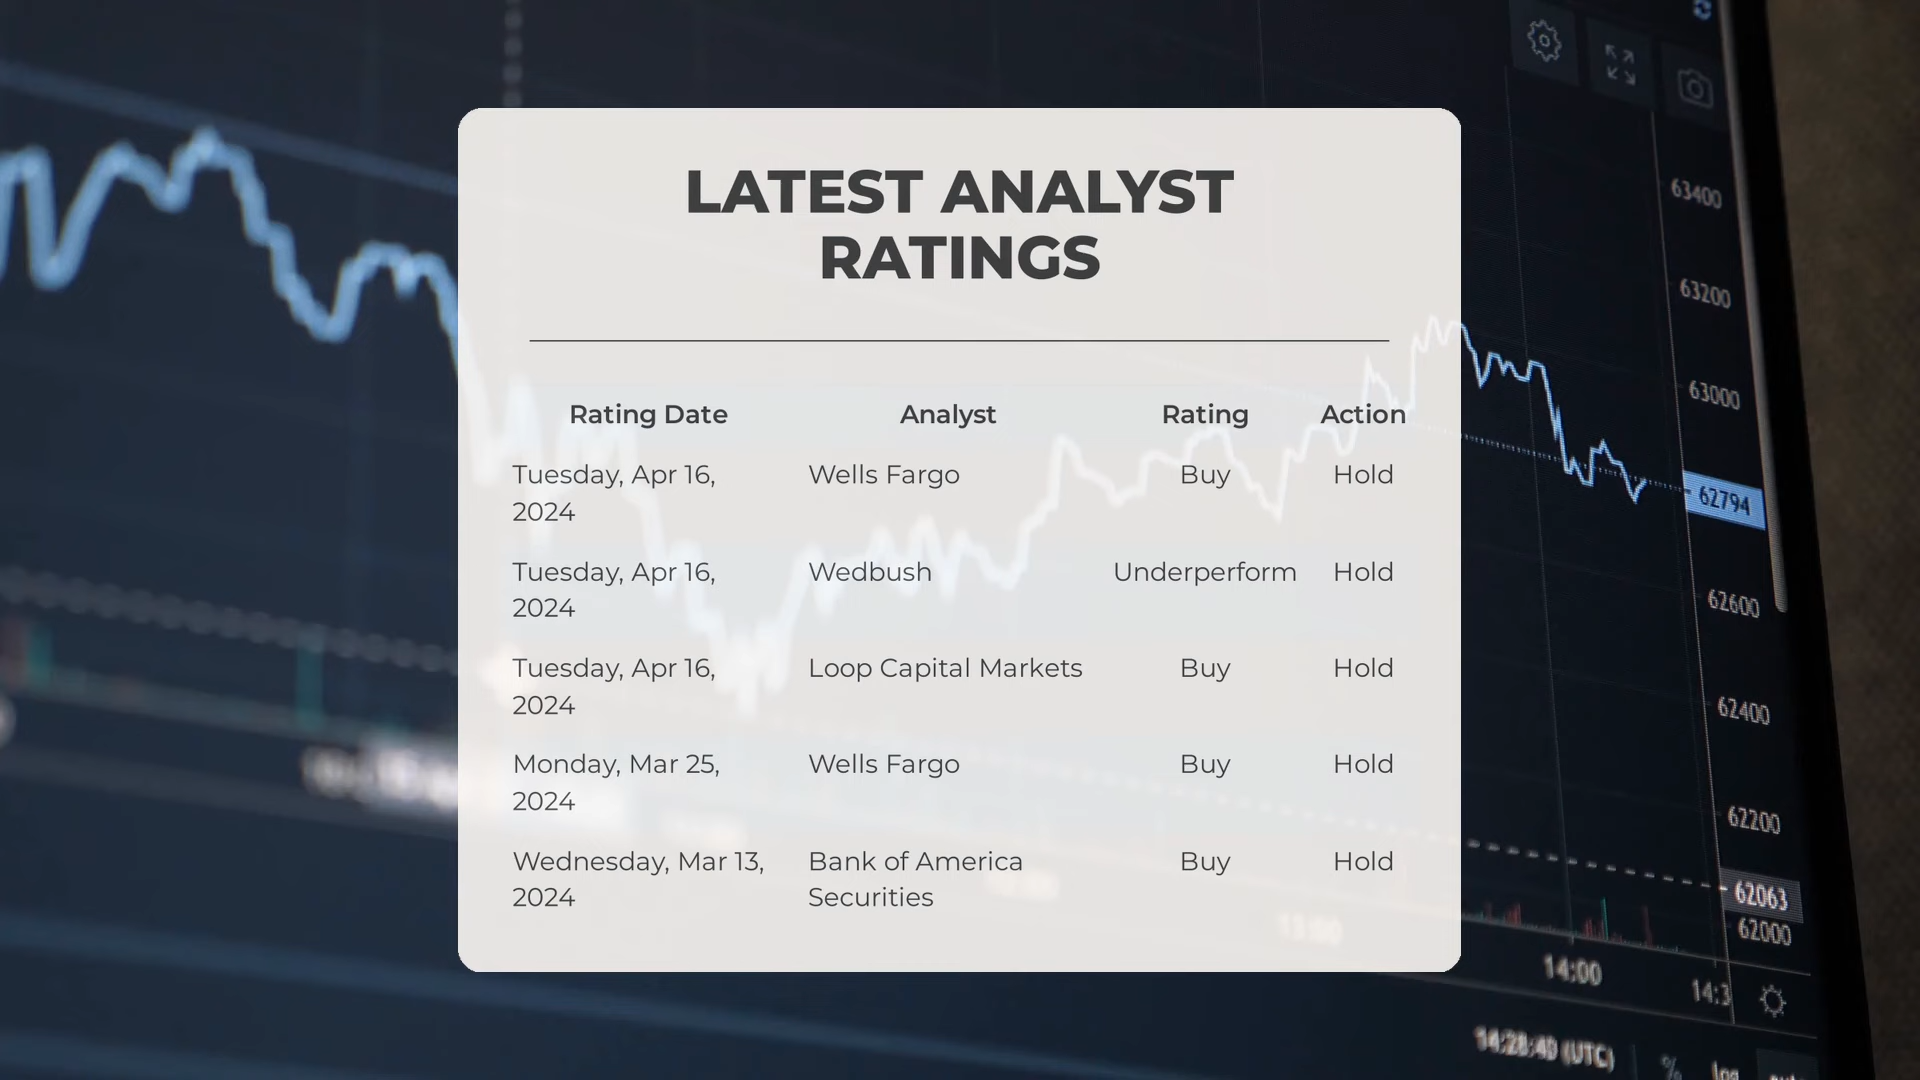 LATEST ANALYST
RATINGS
Rating Date Analyst Rating Action
Tuesday, Apr 16, Wells Fargo Buy Hold
2024
Tuesday, Apr 16, Wedbush Underperform Hold
2024
Tuesday, Apr 16, Loop Capital Markets Buy Hold
2024
Monday, Mar 25, Wells Fargo Buy Hold
2024
Wednesday, Mar 13, Bank of America Buy Hold
2024 Securities
63400
63200
63000
62794
62600
62400
62200
62063
62000
14:00
14:3
14:28:40 (UTC)
%
log